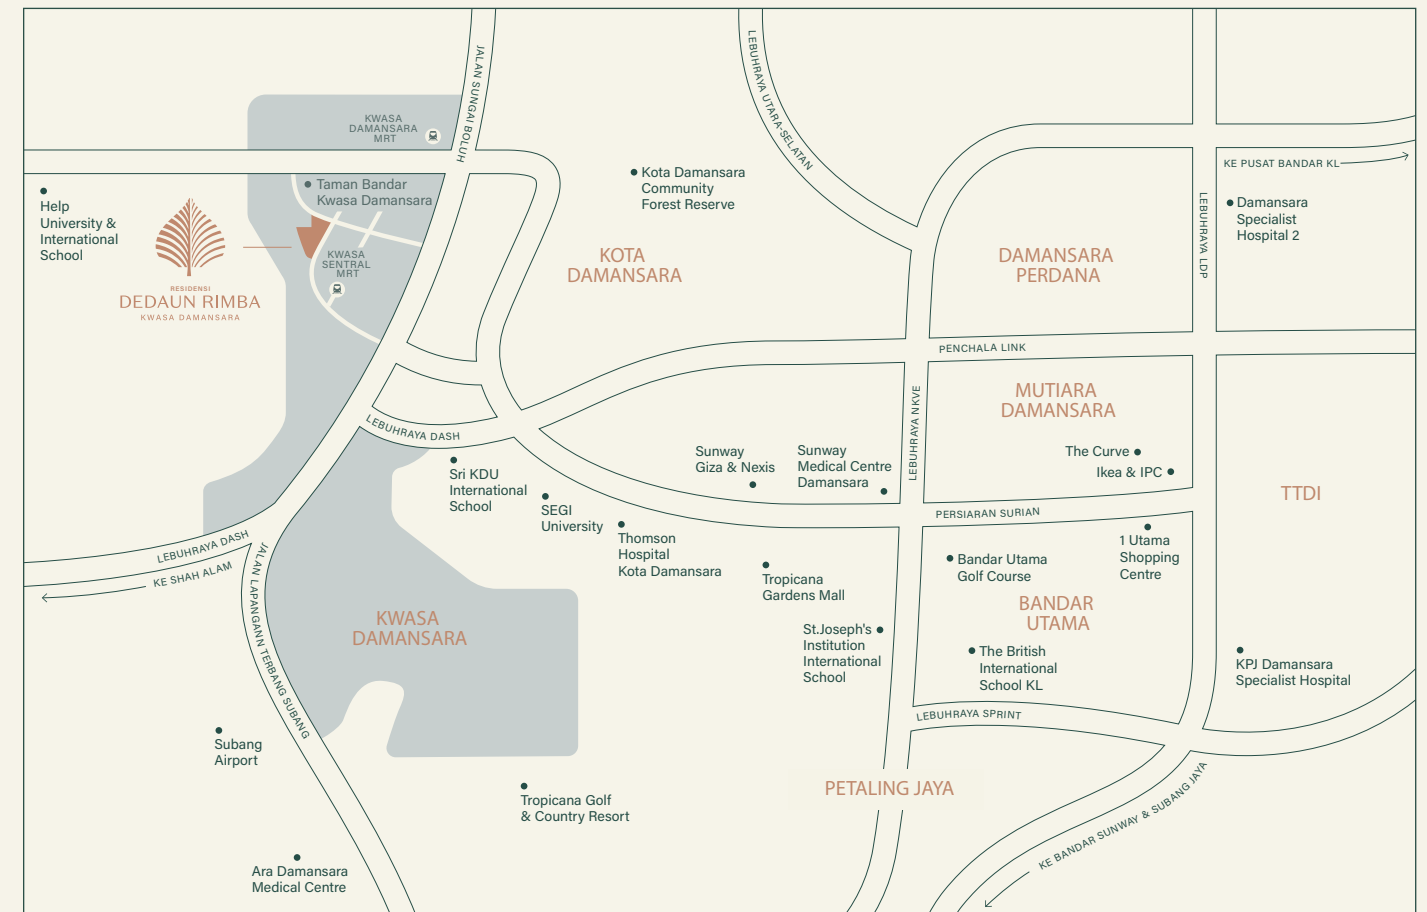 JALAN SUNGAI BOLUH
LEBUHRAYA UTARA-SELATAN
KWASA
DAMANSARA
MRT
KE PUSAT BANDAR KL
Taman Bandar
Kwasa Damansara
Help
University &
International
School
Kota Damansara
Community
Forest Reserve
LEBUHRAYA LDP
Damansara
Specialist
Hospital 2
KWASA
SENTRAL
MRT
RESIDENSI
DEDAUN RIMBA
KWASA DAMANSARA
KOTA
DAMANSARA
DAMANSARA
PERDANA
PENCHALA LINK
LEBUHRAYA NKVE
MUTIARA
DAMANSARA
LEBUHRAYA DASH
Sunway
Giza & Nexis
Sunway
Medical Centre
Damansara
The Curve
Ikea & IPC
Sri KDU
International
School
SEGI
University
Thomson
Hospital
Kota Damansara
PERSIARAN SURIAN
TTDI
1 Utama
Shopping
Centre
LEBUHRAYA DASH
KE SHAH ALAM
JALAN LAPANGANN TERBANG SUBANG
Tropicana
Gardens Mall
Bandar Utama
Golf Course
BANDAR
UTAMA
KWASA
DAMANSARA
St.Joseph's
Institution
International
School
The British
International
School KL
KPJ Damansara
Specialist Hospital
LEBUHRAYA SPRINT
Subang
Airport
Tropicana Golf
& Country Resort
PETALING JAYA
KE BANDAR SUNWAY & SUBANG JAYA
Ara Damansara
Medical Centre